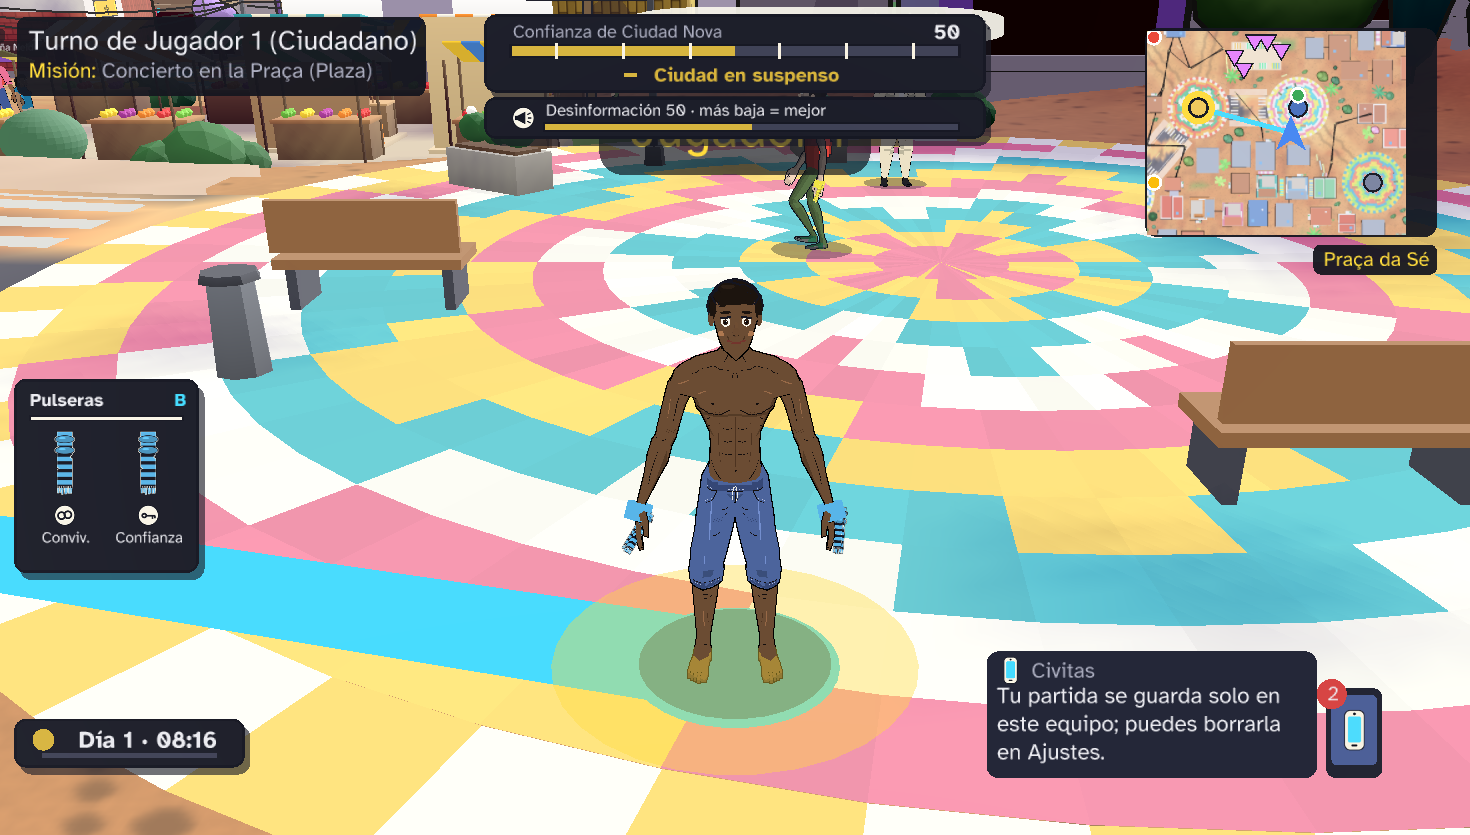 Turno de Jugador 1 (Ciudadano)
Misión: Concierto en la Praça (Plaza)
Confianza de Ciudad Nova 50
Ciudad en suspenso
Desinformación 50 · más baja = mejor
Praça da Sé
Pulseras B
Conviv. Confianza
Civitas
Tu partida se guarda solo en
este equipo; puedes borrarla
en Ajustes.
2
Día 1 · 08:16